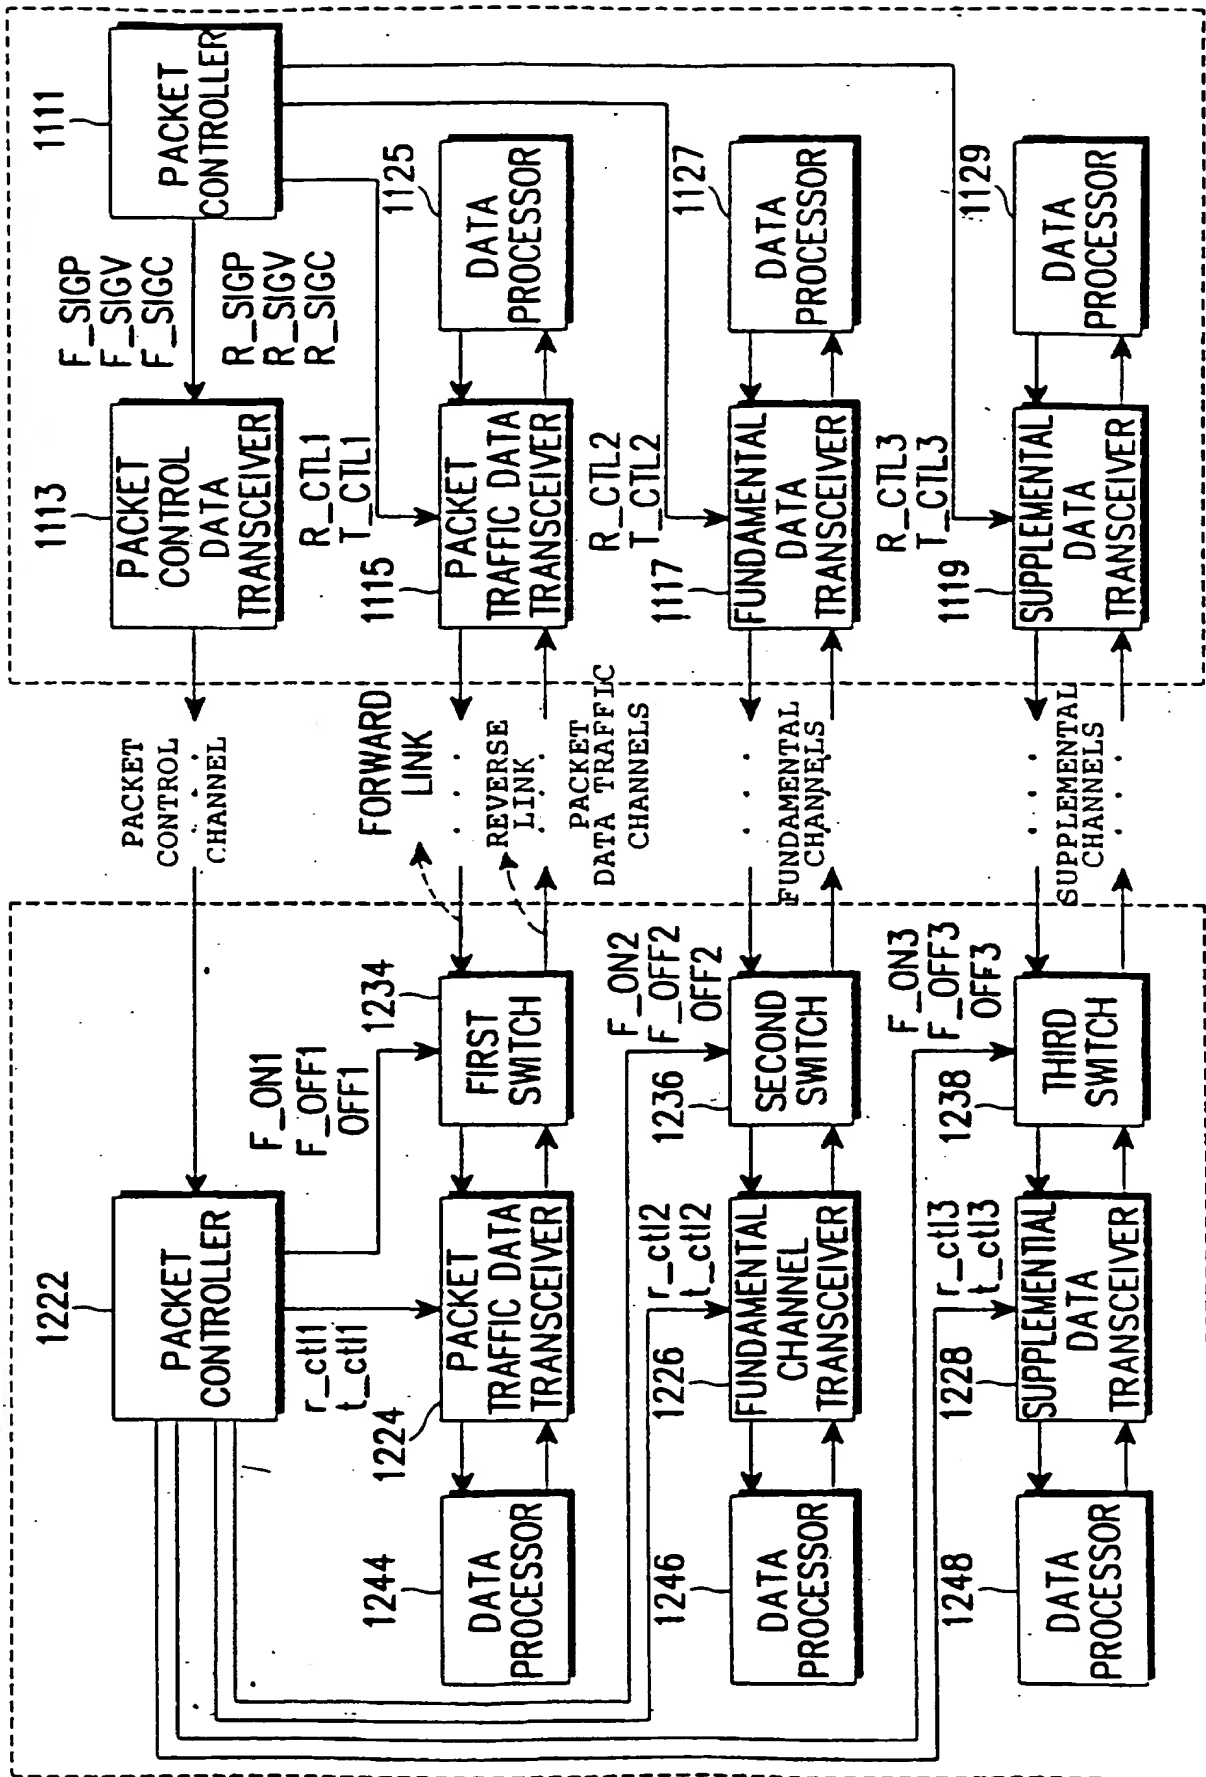 1111
PACKET
CONTROLLER
F_SIGP
F_SIGV
F_SIGC
R_SIGP
R_SIGV
R_SIGC
1113
PACKET
CONTROL
DATA
TRANSCEIVER
R_CTL1
T_CTL1
1115
PACKET
TRAFFIC DATA
TRANSCEIVER
1125
DATA
PROCESSOR
R_CTL2
T_CTL2
1117
FUNDAMENTAL
DATA
TRANSCEIVER
1127
DATA
PROCESSOR
R_CTL3
T_CTL3
1119
SUPPLEMENTAL
DATA
TRANSCEIVER
1129
DATA
PROCESSOR
PACKET
CONTROL
CHANNEL
FORWARD
LINK
REVERSE
LINK
PACKET
DATA TRAFFIC
CHANNELS
FUNDAMENTAL
CHANNELS
SUPPLEMENTAL
CHANNELS
1222
PACKET
CONTROLLER
F_ON1
F_OFF1
OFF1
1234
FIRST
SWITCH
r_ctl1
t_ctl1
1224
PACKET
TRAFFIC DATA
TRANSCEIVER
1244
DATA
PROCESSOR
F_ON2
F_OFF2
OFF2
1236
SECOND
SWITCH
r_ctl2
t_ctl2
1226
FUNDAMENTAL
CHANNEL
TRANSCEIVER
1246
DATA
PROCESSOR
F_ON3
F_OFF3
OFF3
1238
THIRD
SWITCH
r_ctl3
t_ctl3
1228
SUPPLEMENTIAL
DATA
TRANSCEIVER
1248
DATA
PROCESSOR